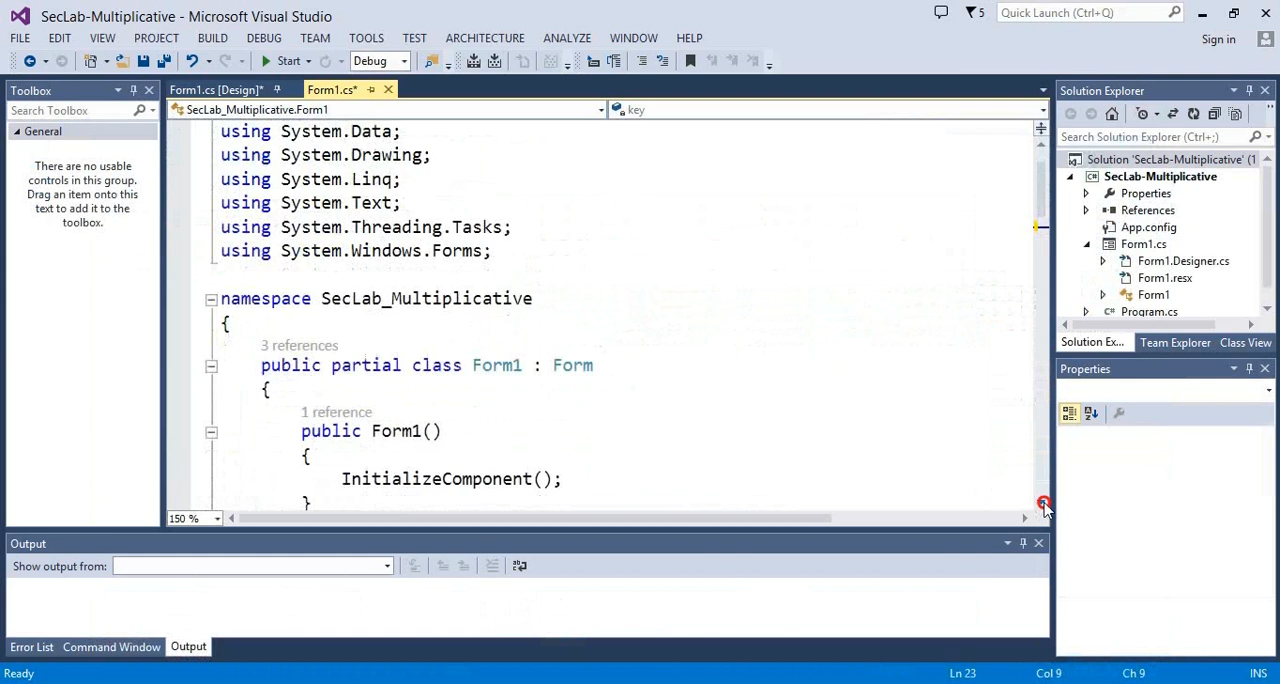 SecLab-Multiplicative - Microsoft Visual Studio
5
Quick Launch (Ctrl+Q)
FILE EDIT VIEW PROJECT BUILD DEBUG TEAM TOOLS TEST ARCHITECTURE ANALYZE WINDOW HELP
Sign in
Start Debug
Toolbox
Search Toolbox
General
There are no usable
controls in this group.
Drag an item onto this
text to add it to the
toolbox.
Form1.cs [Design]* Form1.cs*
SecLab_Multiplicative.Form1 key
using System.Data;
using System.Drawing;
using System.Linq;
using System.Text;
using System.Threading.Tasks;
using System.Windows.Forms;
namespace SecLab_Multiplicative
{
3 references
public partial class Form1 : Form
{
1 reference
public Form1()
{
InitializeComponent();
}
150 %
Solution Explorer
Search Solution Explorer (Ctrl+;)
Solution 'SecLab-Multiplicative' (1
SecLab-Multiplicative
Properties
References
App.config
Form1.cs
Form1.Designer.cs
Form1.resx
Form1
Program.cs
Solution Ex... Team Explorer Class View
Properties
Output
Show output from:
Error List Command Window Output
Ready Ln 23 Col 9 Ch 9 INS